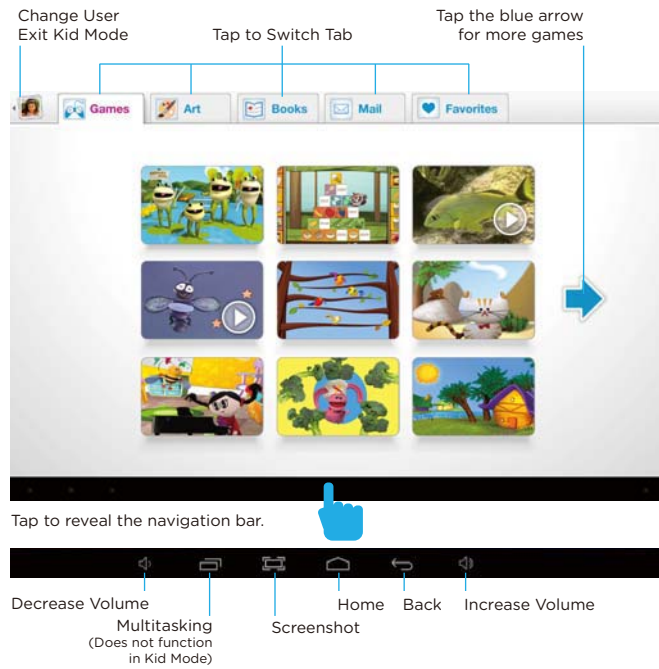 Change User
Exit Kid Mode
Tap to Switch Tab
Tap the blue arrow
for more games
Games
Art
Books
Mail
Favorites
Tap to reveal the navigation bar.
Decrease Volume
Multitasking
(Does not function
in Kid Mode)
Screenshot
Home
Back
Increase Volume